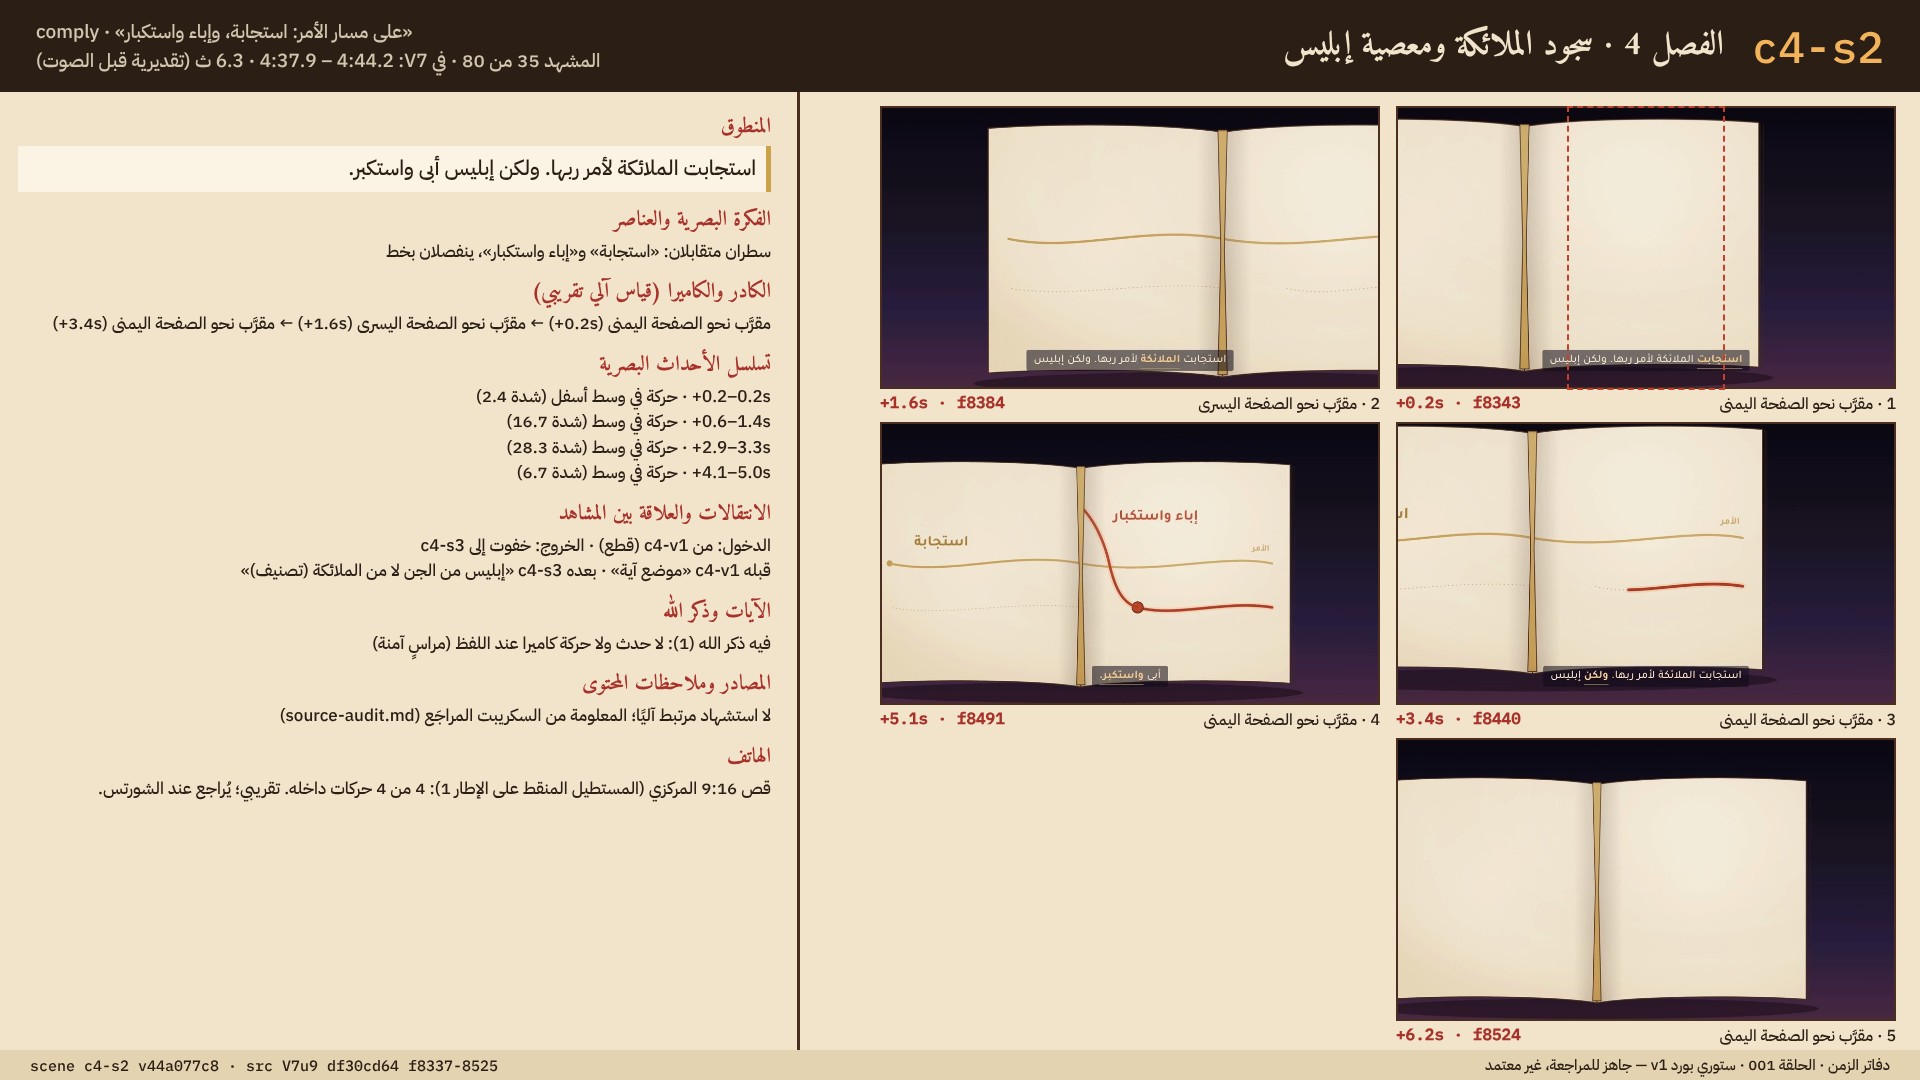 c4-s2
الفصل 4 · سجود الملائكة ومعصية إبليس
«على مسار الأمر: استجابة، وإباء واستكبار» · comply
المشهد 35 من 80 · في V7: 4:37.9 – 4:44.2 · 6.3 ث (تقديرية قبل الصوت)
استجابت الملائكة لأمر ربها. ولكن إبليس
1 · مقرَّب نحو الصفحة اليمنى
+0.2s · f8343
استجابت الملائكة لأمر ربها. ولكن إبليس
2 · مقرَّب نحو الصفحة اليسرى
+1.6s · f8384
الأمر
استجابت الملائكة لأمر ربها. ولكن إبليس
3 · مقرَّب نحو الصفحة اليمنى
+3.4s · f8440
إباء واستكبار
استجابة
الأمر
أبى واستكبر.
4 · مقرَّب نحو الصفحة اليمنى
+5.1s · f8491
5 · مقرَّب نحو الصفحة اليمنى
+6.2s · f8524
المنطوق
استجابت الملائكة لأمر ربها. ولكن إبليس أبى واستكبر.
الفكرة البصرية والعناصر
سطران متقابلان: «استجابة» و«إباء واستكبار»، ينفصلان بخط
الكادر والكاميرا (قياس آلي تقريبي)
مقرَّب نحو الصفحة اليمنى (+0.2s) ← مقرَّب نحو الصفحة اليسرى (+1.6s) ← مقرَّب نحو الصفحة اليمنى (+3.4s)
تسلسل الأحداث البصرية
+0.2–0.2s · حركة في وسط أسفل (شدة 2.4)
+0.6–1.4s · حركة في وسط (شدة 16.7)
+2.9–3.3s · حركة في وسط (شدة 28.3)
+4.1–5.0s · حركة في وسط (شدة 6.7)
الانتقالات والعلاقة بين المشاهد
الدخول: من c4-v1 (قطع) · الخروج: خفوت إلى c4-s3
قبله c4-v1 «موضع آية» · بعده c4-s3 «إبليس من الجن لا من الملائكة (تصنيف)»
الآيات وذكر الله
فيه ذكر الله (1): لا حدث ولا حركة كاميرا عند اللفظ (مراسٍ آمنة)
المصادر وملاحظات المحتوى
لا استشهاد مرتبط آليًا؛ المعلومة من السكريبت المراجَع (source-audit.md)
الهاتف
قص 9:16 المركزي (المستطيل المنقط على الإطار 1): 4 من 4 حركات داخله. تقريبي؛ يُراجع عند الشورتس.
دفاتر الزمن · الحلقة 001 · ستوري بورد v1 — جاهز للمراجعة، غير معتمد
scene c4-s2 v44a077c8 · src V7u9 df30cd64 f8337-8525